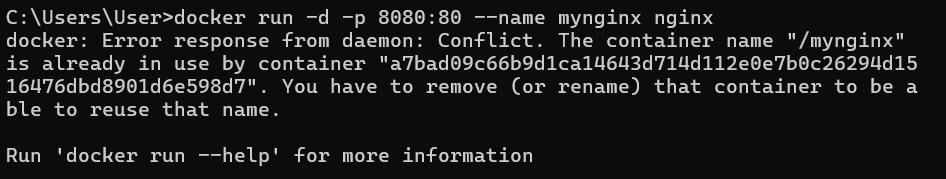 C:\Users\User>docker run -d -p 8080:80 --name mynginx nginx
docker: Error response from daemon: Conflict. The container name "/mynginx"
is already in use by container "a7bad09c66b9d1ca14643d714d112e0e7b0c26294d15
16476dbd8901d6e598d7". You have to remove (or rename) that container to be a
ble to reuse that name.
Run 'docker run --help' for more information